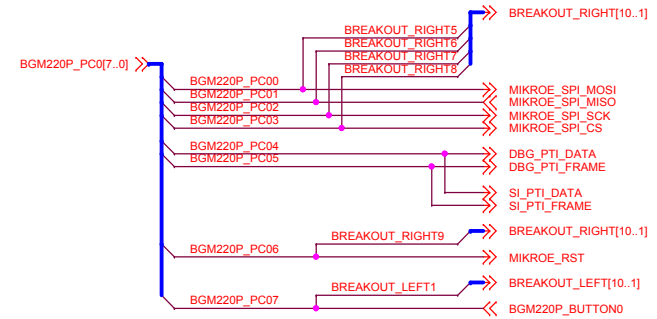 BREAKOUT_RIGHT[10..1]
BREAKOUT_RIGHT5
BREAKOUT_RIGHT6
BREAKOUT_RIGHT7
BREAKOUT_RIGHT8
BGM220P_PC0[7..0]
BGM220P_PC00 MIKROE_SPI_MOSI
BGM220P_PC01 MIKROE_SPI_MISO
BGM220P_PC02 MIKROE_SPI_SCK
BGM220P_PC03 MIKROE_SPI_CS
BGM220P_PC04 DBG_PTI_DATA
BGM220P_PC05 DBG_PTI_FRAME
SI_PTI_DATA
SI_PTI_FRAME
BREAKOUT_RIGHT9 BREAKOUT_RIGHT[10..1]
BGM220P_PC06 MIKROE_RST
BREAKOUT_LEFT1 BREAKOUT_LEFT[10..1]
BGM220P_PC07 BGM220P_BUTTON0